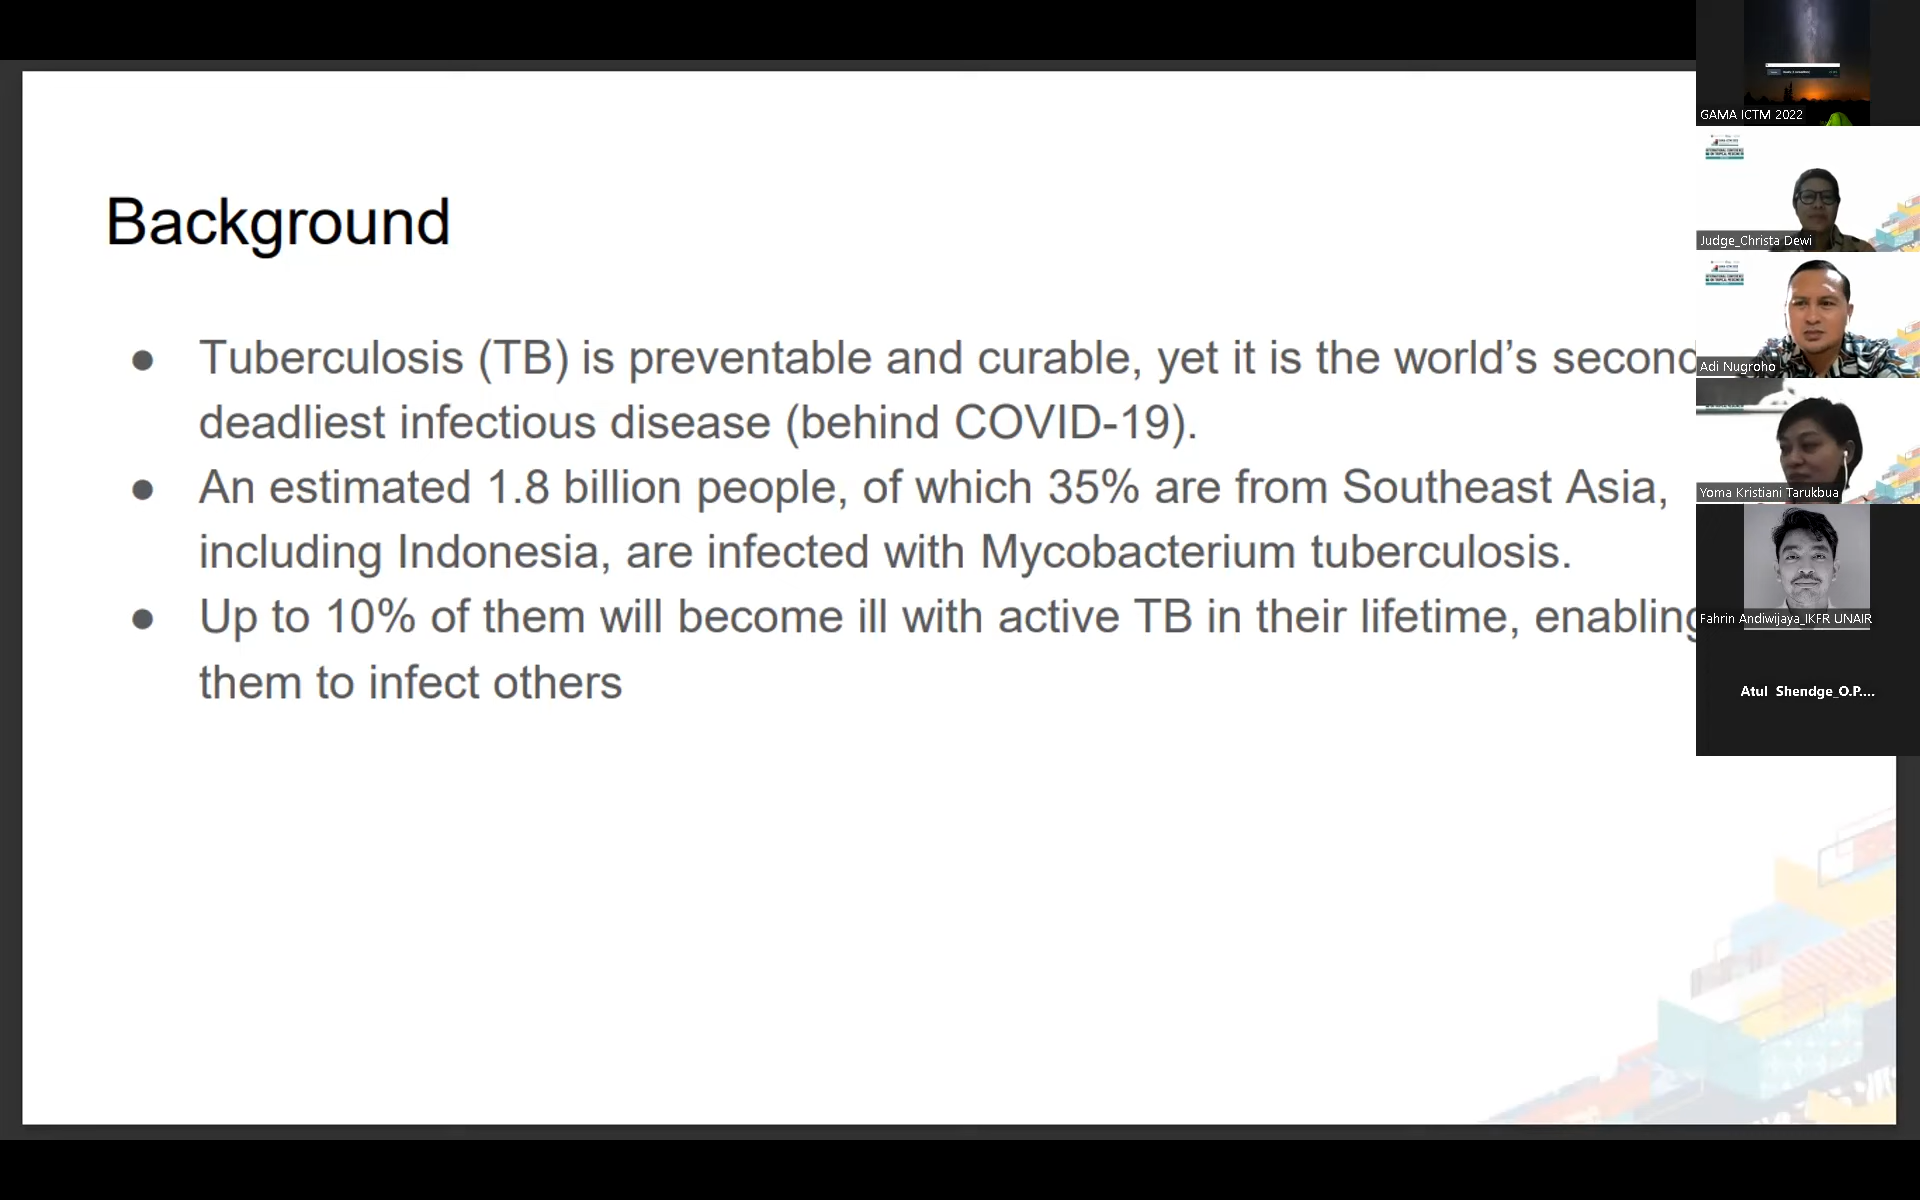 Background
● Tuberculosis (TB) is preventable and curable, yet it is the world’s second
deadliest infectious disease (behind COVID-19).
● An estimated 1.8 billion people, of which 35% are from Southeast Asia,
including Indonesia, are infected with Mycobacterium tuberculosis.
● Up to 10% of them will become ill with active TB in their lifetime, enabling
them to infect others
GAMA ICTM 2022
Judge_Christa Dewi
Adi Nugroho
Yoma Kristiani Tarukbua
Fahrin Andiwijaya_IKFR UNAIR
Atul Shendge_O.P....